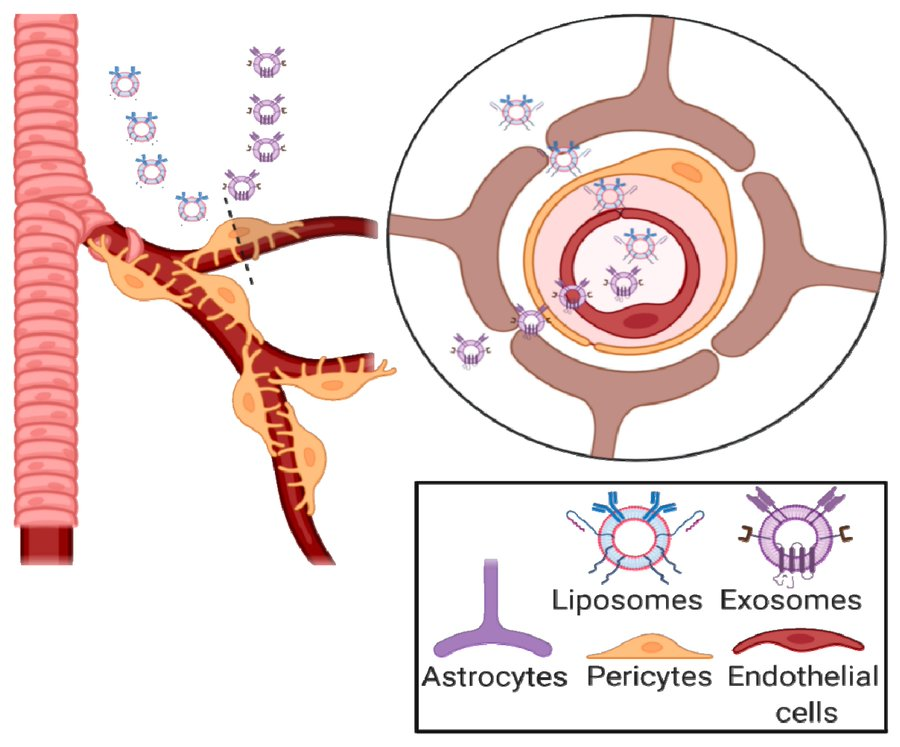 Liposomes Exosomes
Astrocytes Pericytes Endothelial
cells